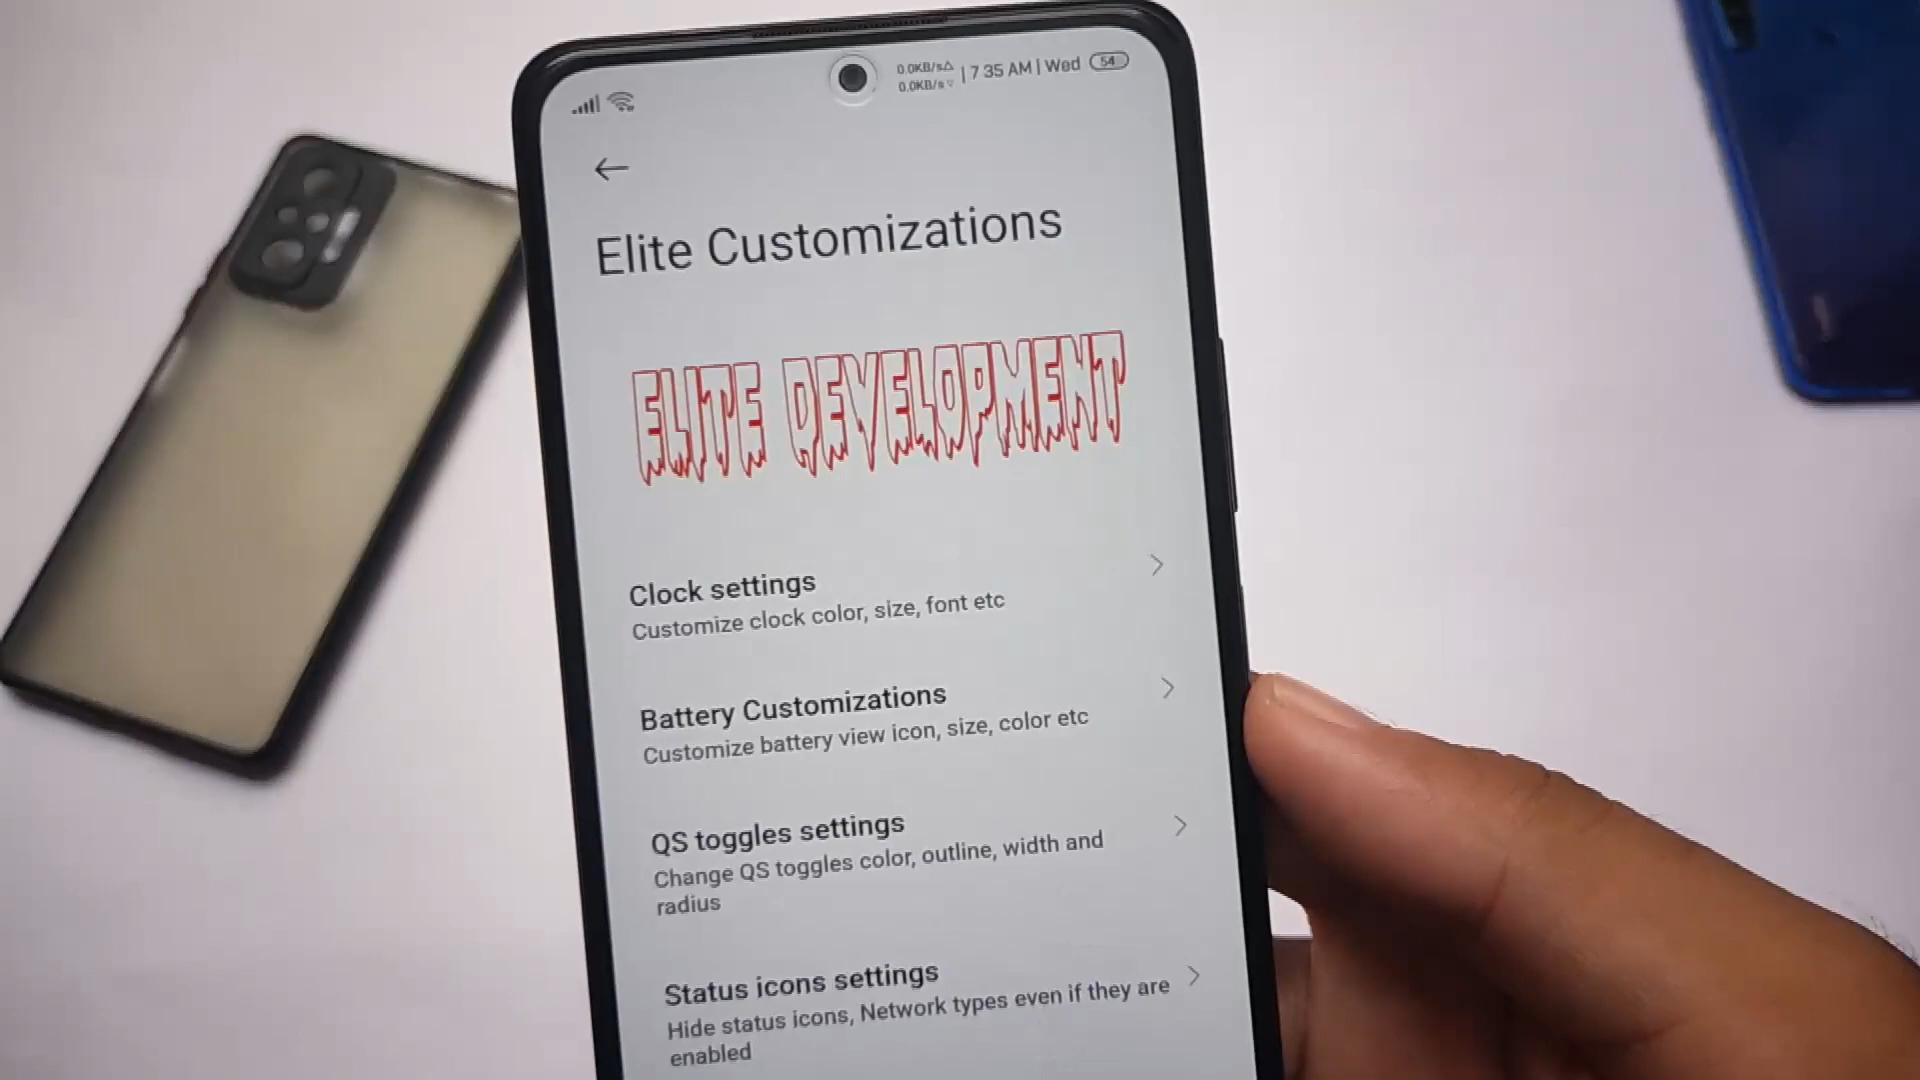 0.0KB/s
0.0KB/s
| 7 35 AM | Wed 54
Elite Customizations
ELITE DEVELOPMENT
Clock settings
Customize clock color, size, font etc
Battery Customizations
Customize battery view icon, size, color etc
QS toggles settings
Change QS toggles color, outline, width and
radius
Status icons settings
Hide status icons, Network types even if they are
enabled